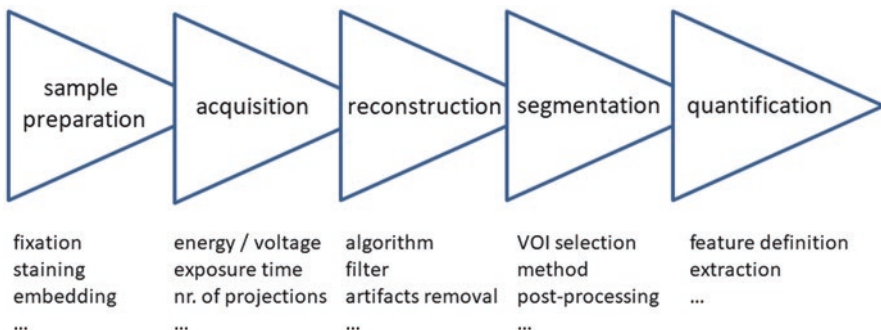 sample
preparation
acquisition
reconstruction
segmentation
quantification
fixation
staining
embedding
...
energy / voltage
exposure time
nr. of projections
...
algorithm
filter
artifacts removal
...
VOI selection
method
post-processing
...
feature definition
extraction
...